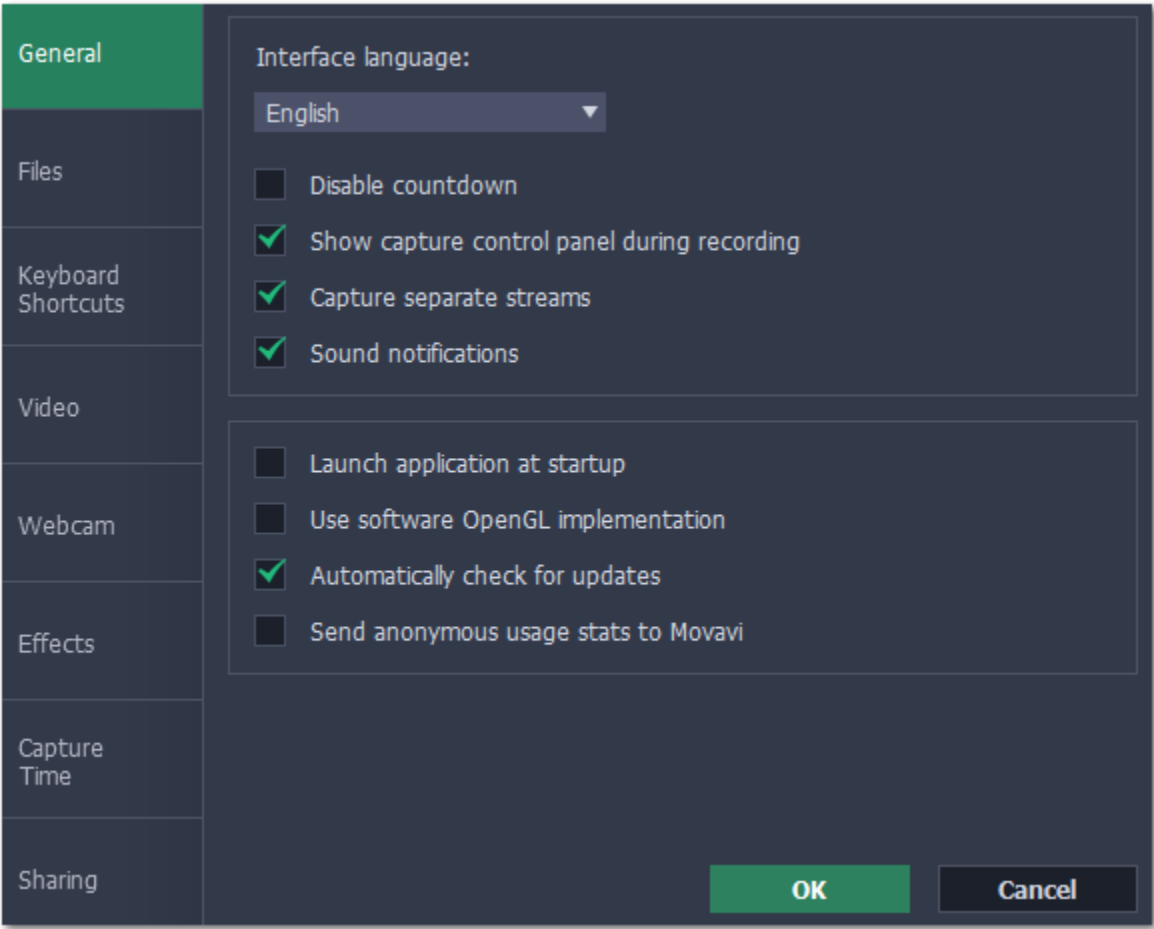 General
Files
Keyboard
Shortcuts
Video
Webcam
Effects
Capture
Time
Sharing
Interface language:
English
Disable countdown
Show capture control panel during recording
Capture separate streams
Sound notifications
Launch application at startup
Use software OpenGL implementation
Automatically check for updates
Send anonymous usage stats to Movavi
OK
Cancel